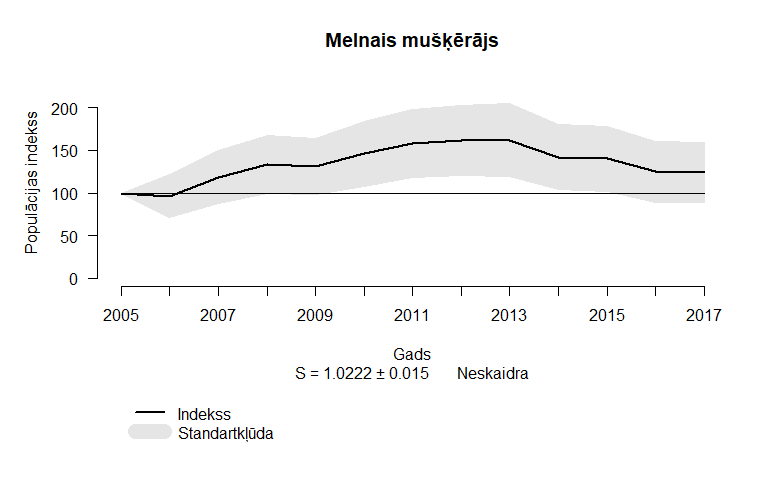 Melnais mušķērājs
Populācijas indekss
200
150
100
50
0
2005 2007 2009 2011 2013 2015 2017
Gads
S = 1.0222 ± 0.015 Neskaidra
Indekss
Standartkļūda